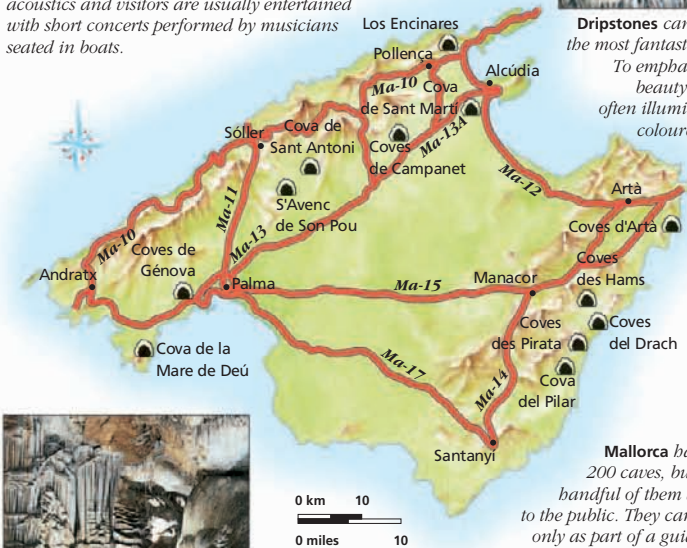 acoustics and visitors are usually entertained
with short concerts performed by musicians
seated in boats.
Dripstones can
the most fantast
To empha
beauty
often illumi
colour
Los Encinares
Pollença
Alcúdia
Ma-10
Cova
de Sant Martí
Ma-13A
Sóller
Cova de
Sant Antoni
Coves
de Campanet
Ma-12
S'Avenc
de Son Pou
Ma-11
Ma-13
Artà
Coves d'Artà
Ma-10
Coves de
Génova
Andratx
Palma
Ma-15
Manacor
Coves
des Hams
Coves
des Pirata
Coves
del Drach
Cova de la
Mare de Deú
Ma-17
Ma-14
Cova
del Pilar
Santanyí
0 km 10
0 miles 10
Mallorca ha
200 caves, bu
handful of them
to the public. They can
only as part of a guid